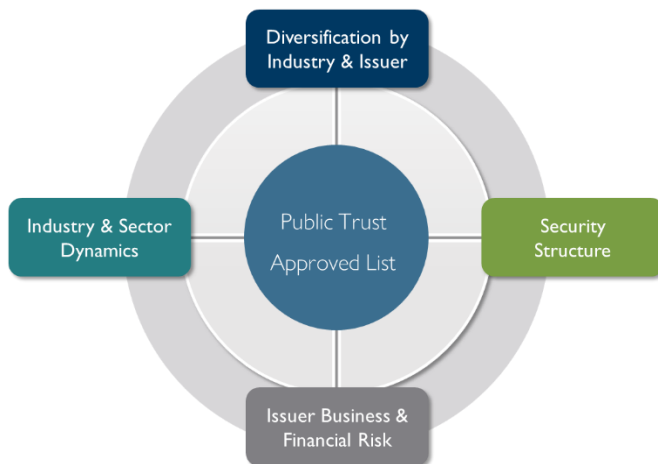 Diversification by
Industry & Issuer
Industry & Sector
Dynamics
Public Trust
Approved List
Security
Structure
Issuer Business &
Financial Risk